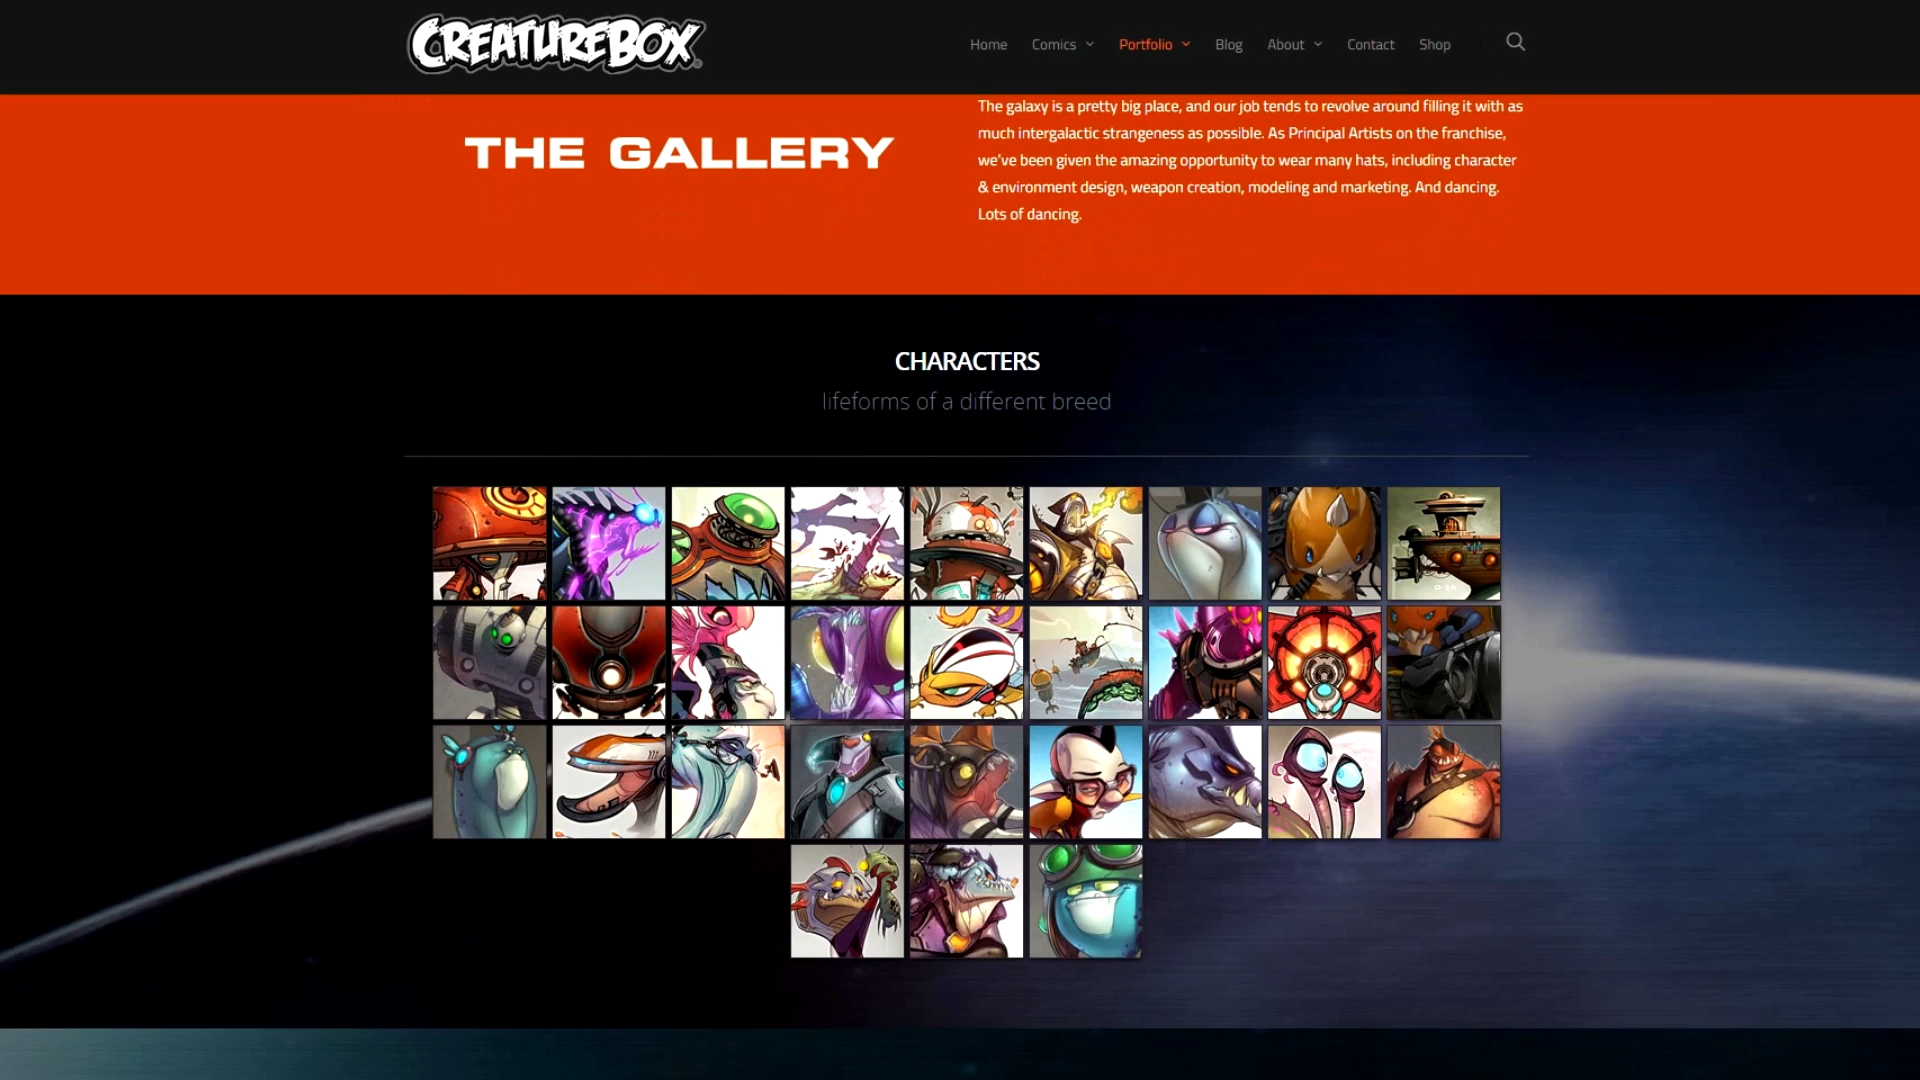 CREATUREBOX
Home Comics Portfolio Blog About Contact Shop
THE GALLERY
The galaxy is a pretty big place, and our job tends to revolve around filling it with as
much intergalactic strangeness as possible. As Principal Artists on the franchise,
we've been given the amazing opportunity to wear many hats, including character
& environment design, weapon creation, modeling and marketing. And dancing.
Lots of dancing.
CHARACTERS
lifeforms of a different breed